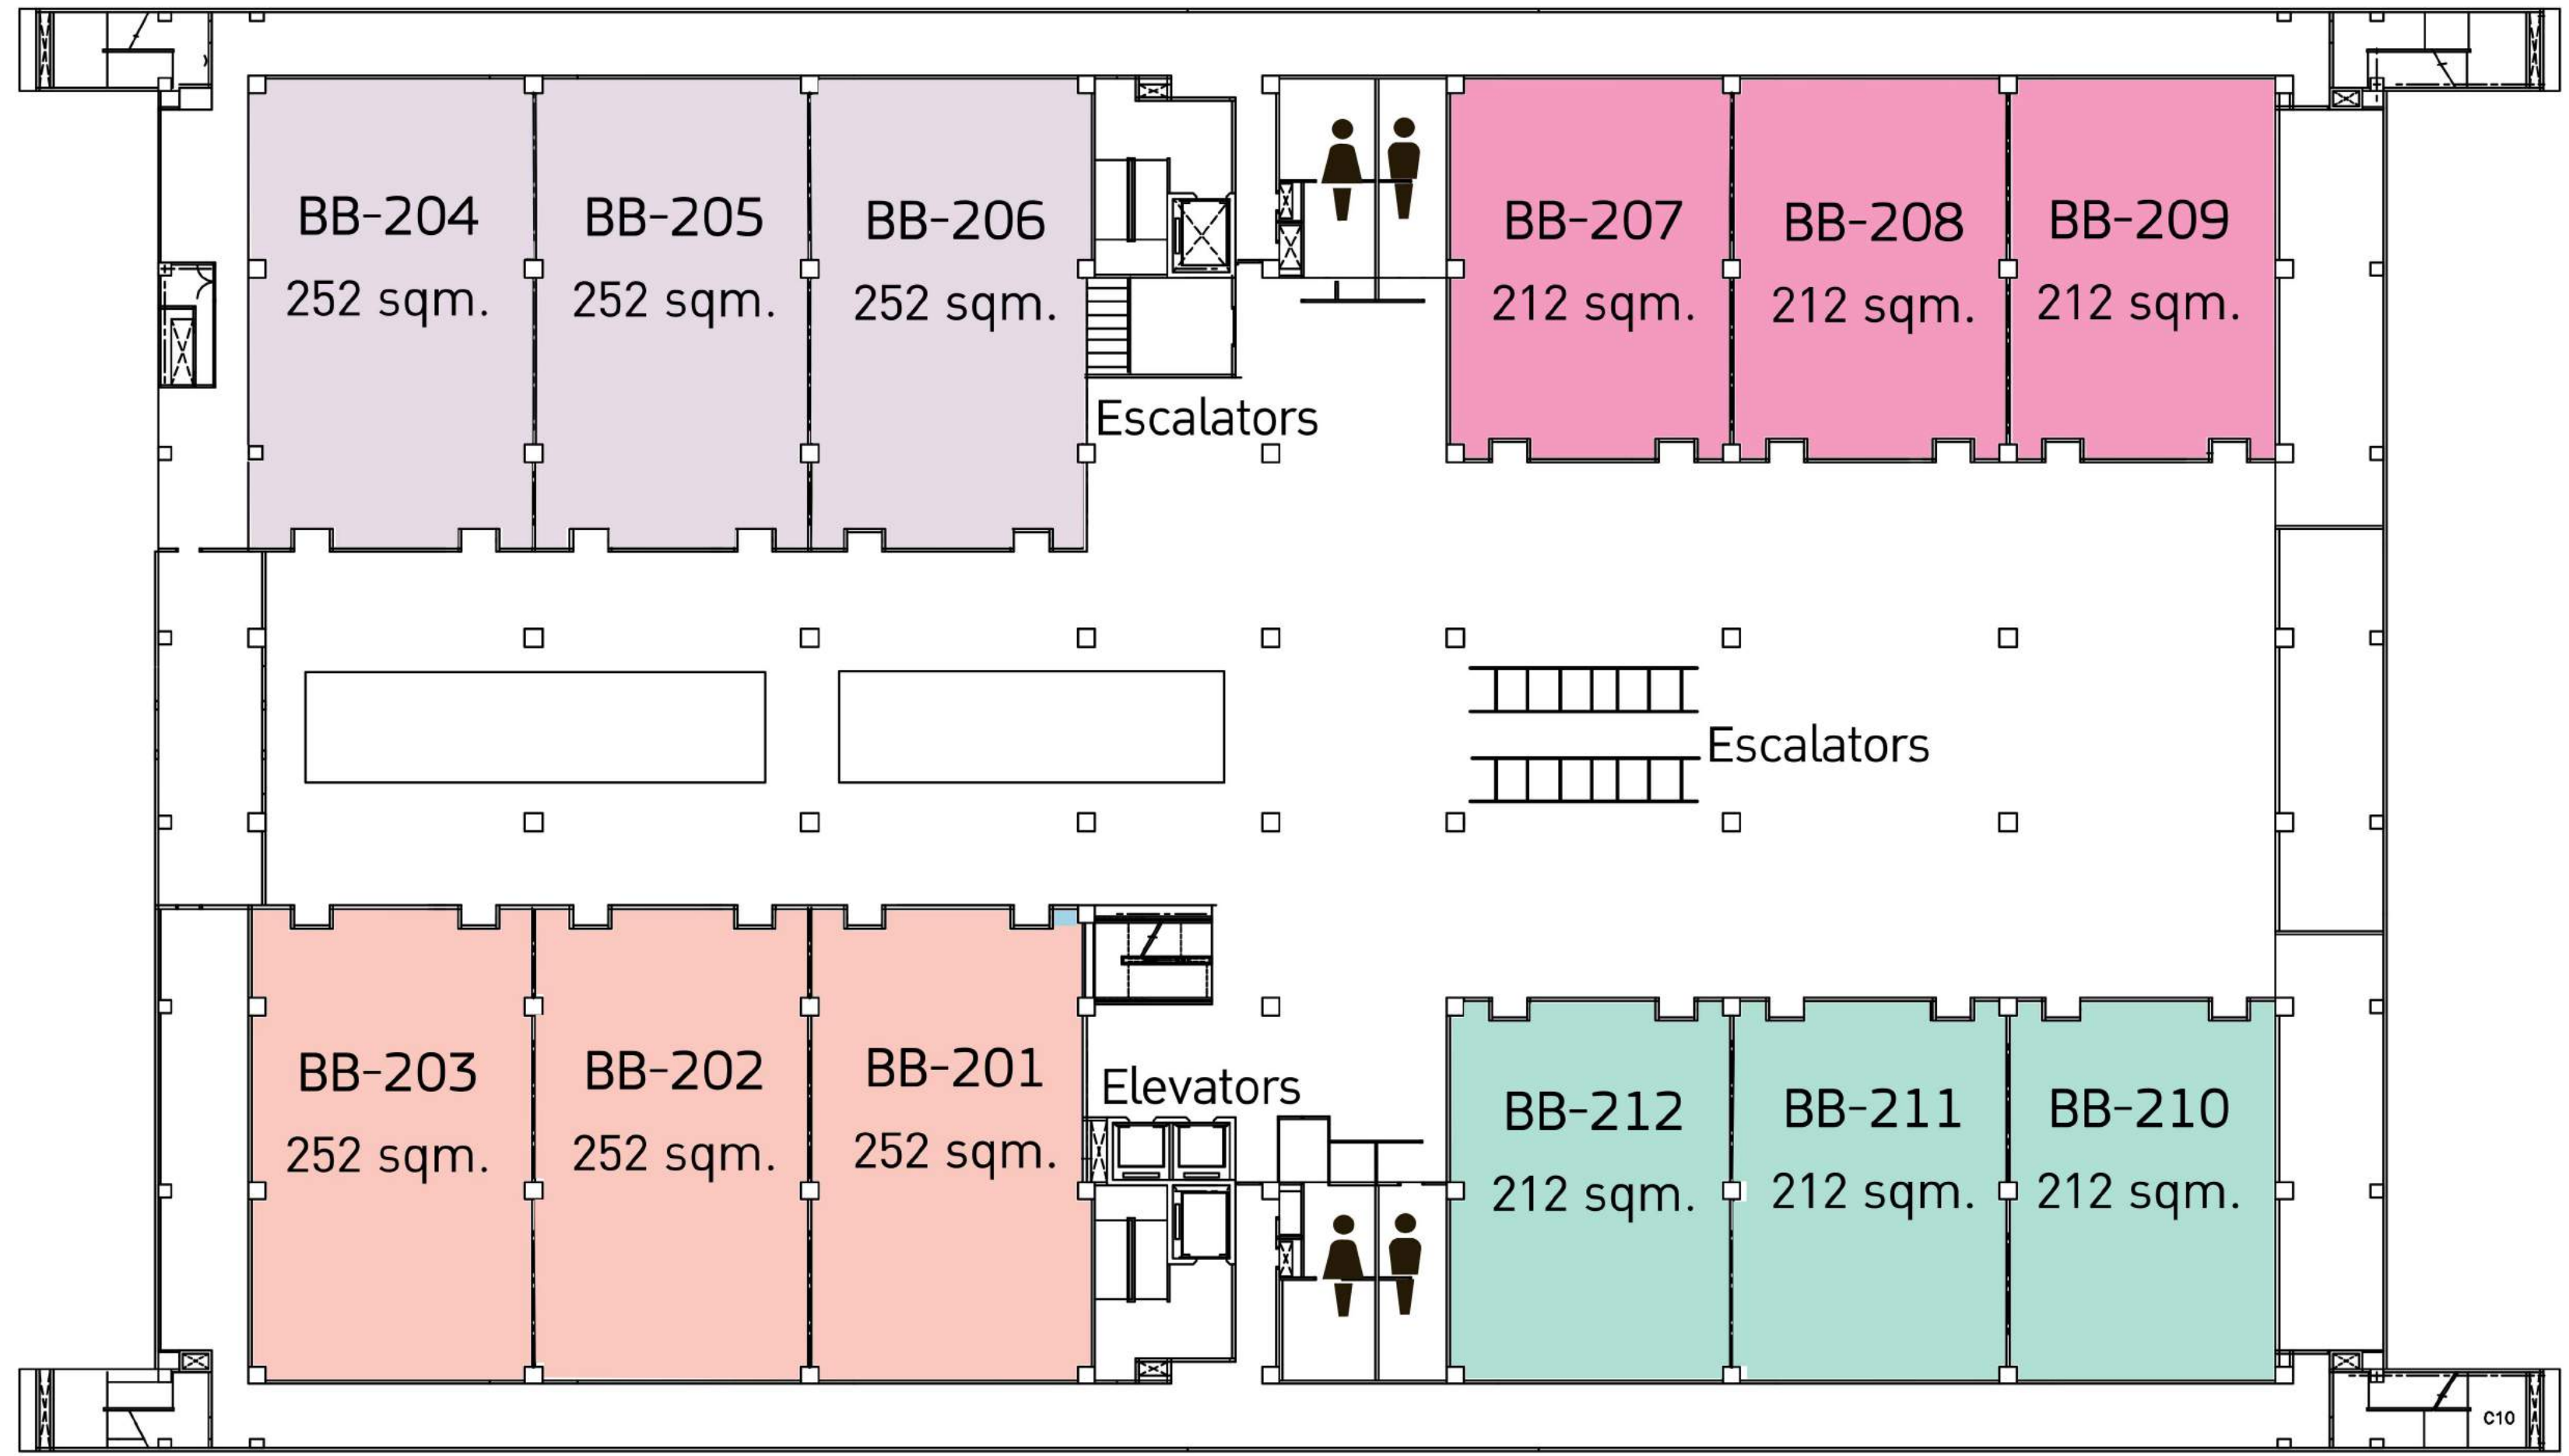 BB-204
252 sqm.
BB-205
252 sqm.
BB-206
252 sqm.
BB-207
212 sqm.
BB-208
212 sqm.
BB-209
212 sqm.
Escalators
Escalators
BB-203
252 sqm.
BB-202
252 sqm.
BB-201
252 sqm.
Elevators
BB-212
212 sqm.
BB-211
212 sqm.
BB-210
212 sqm.
C10